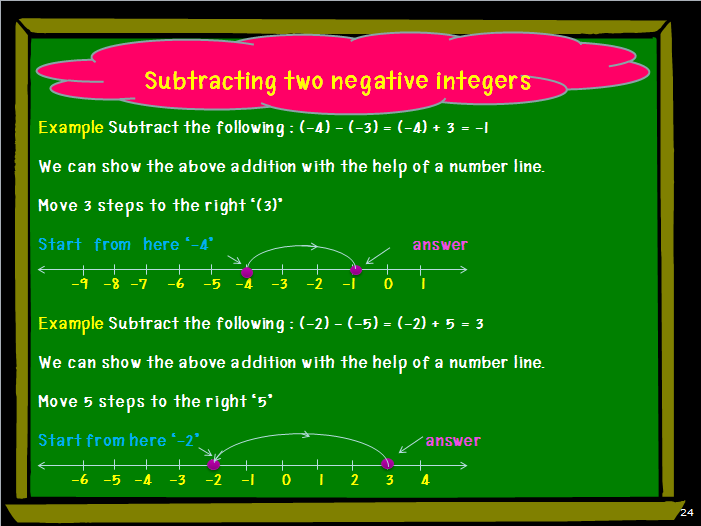 Subtracting two negative integers
Example Subtract the following : (-4) - (-3) = (-4) + 3 = -1
We can show the above addition with the help of a number line.
Move 3 steps to the right "(3)"
Start from here "-4" answer
-9 -8 -7 -6 -5 -4 -3 -2 -1 0 1
Example Subtract the following : (-2) - (-5) = (-2) + 5 = 3
We can show the above addition with the help of a number line.
Move 5 steps to the right "5"
Start from here "-2" answer
-6 -5 -4 -3 -2 -1 0 1 2 3 4
24